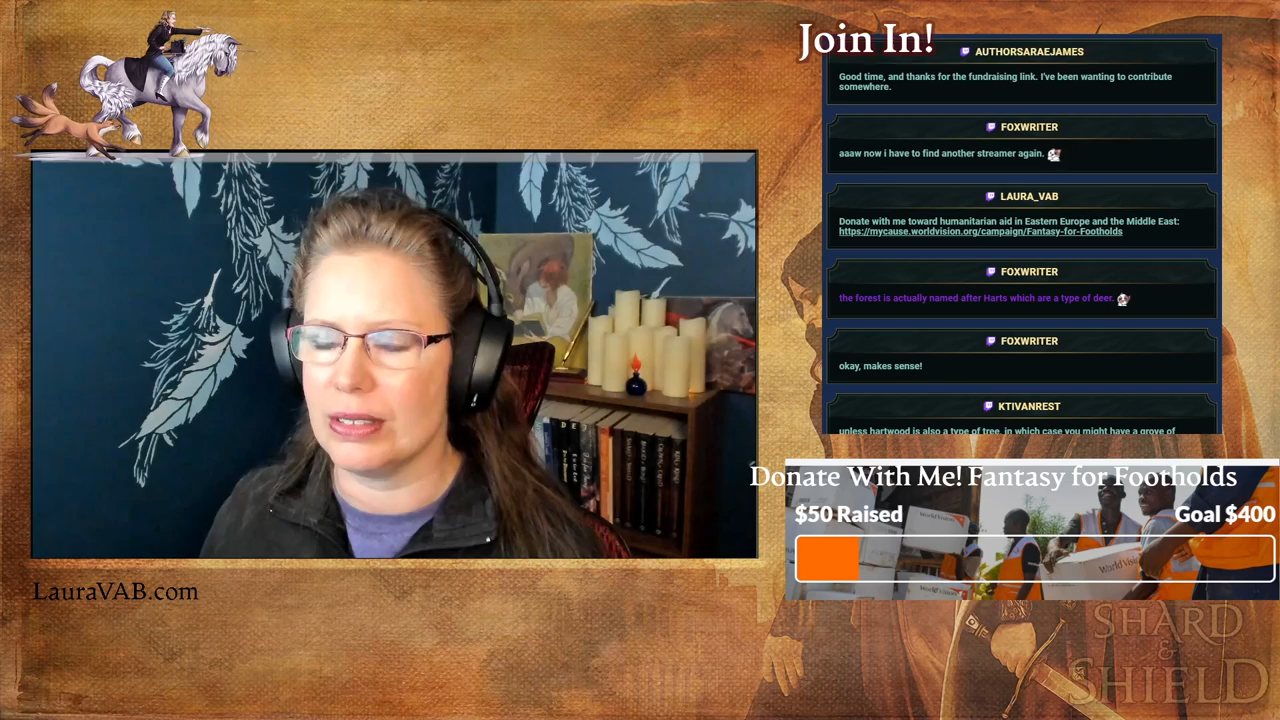 Join In!
AUTHORSARAEJAMES
Good time, and thanks for the fundraising link. I've been wanting to contribute
somewhere.
FOXWRITER
aaaw now i have to find another streamer again.
LAURA_VAB
Donate with me toward humanitarian aid in Eastern Europe and the Middle East:
https://mycause.worldvision.org/campaign/Fantasy-for-Footholds
FOXWRITER
the forest is actually named after Harts which are a type of deer.
FOXWRITER
okay, makes sense!
KTIVANREST
unless hartwood is also a type of tree, in which case you might have a grove of
Donate With Me! Fantasy for Footholds
$50 Raised
Goal $400
World Vision
World Vis
LauraVAB.com
SHARD
&
SHIELD